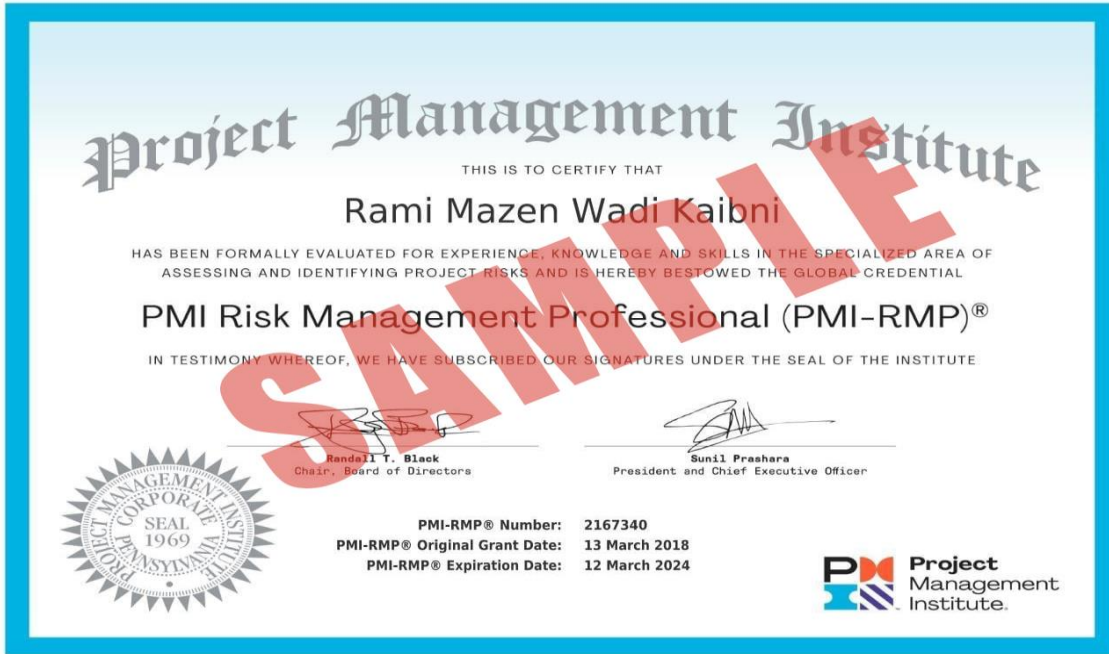 Project Management Institute
THIS IS TO CERTIFY THAT
Rami Mazen Wadi Kaibni
HAS BEEN FORMALLY EVALUATED FOR EXPERIENCE, KNOWLEDGE AND SKILLS IN THE SPECIALIZED AREA OF
ASSESSING AND IDENTIFYING PROJECT RISKS AND IS HEREBY BESTOWED THE GLOBAL CREDENTIAL
PMI Risk Management Professional (PMI-RMP)®
IN TESTIMONY WHEREOF, WE HAVE SUBSCRIBED OUR SIGNATURES UNDER THE SEAL OF THE INSTITUTE
SAMPLE
Randall T. Black
Chair, Board of Directors
Sunil Prashara
President and Chief Executive Officer
PROJECT MANAGEMENT INSTITUTE
CORPORATE
SEAL
1969
PENNSYLVANIA
PMI-RMP® Number: 2167340
PMI-RMP® Original Grant Date: 13 March 2018
PMI-RMP® Expiration Date: 12 March 2024
Project
Management
Institute.